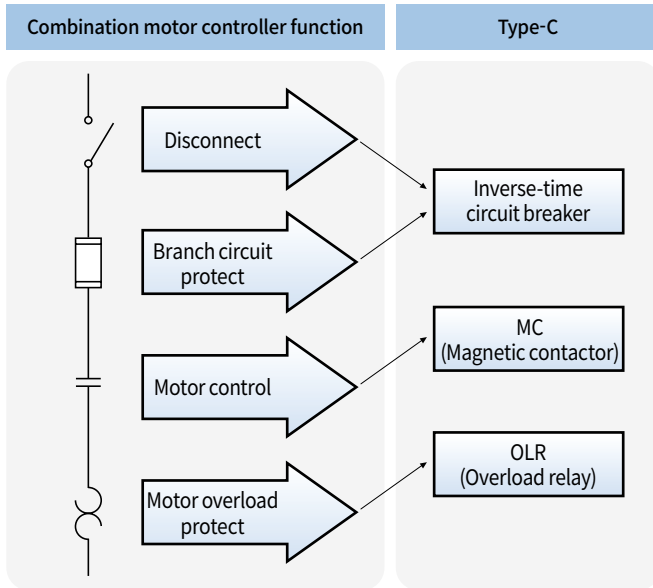 Combination motor controller function
Type-C
Disconnect
Branch circuit
protect
Motor control
Motor overload
protect
Inverse-time
circuit breaker
MC
(Magnetic contactor)
OLR
(Overload relay)